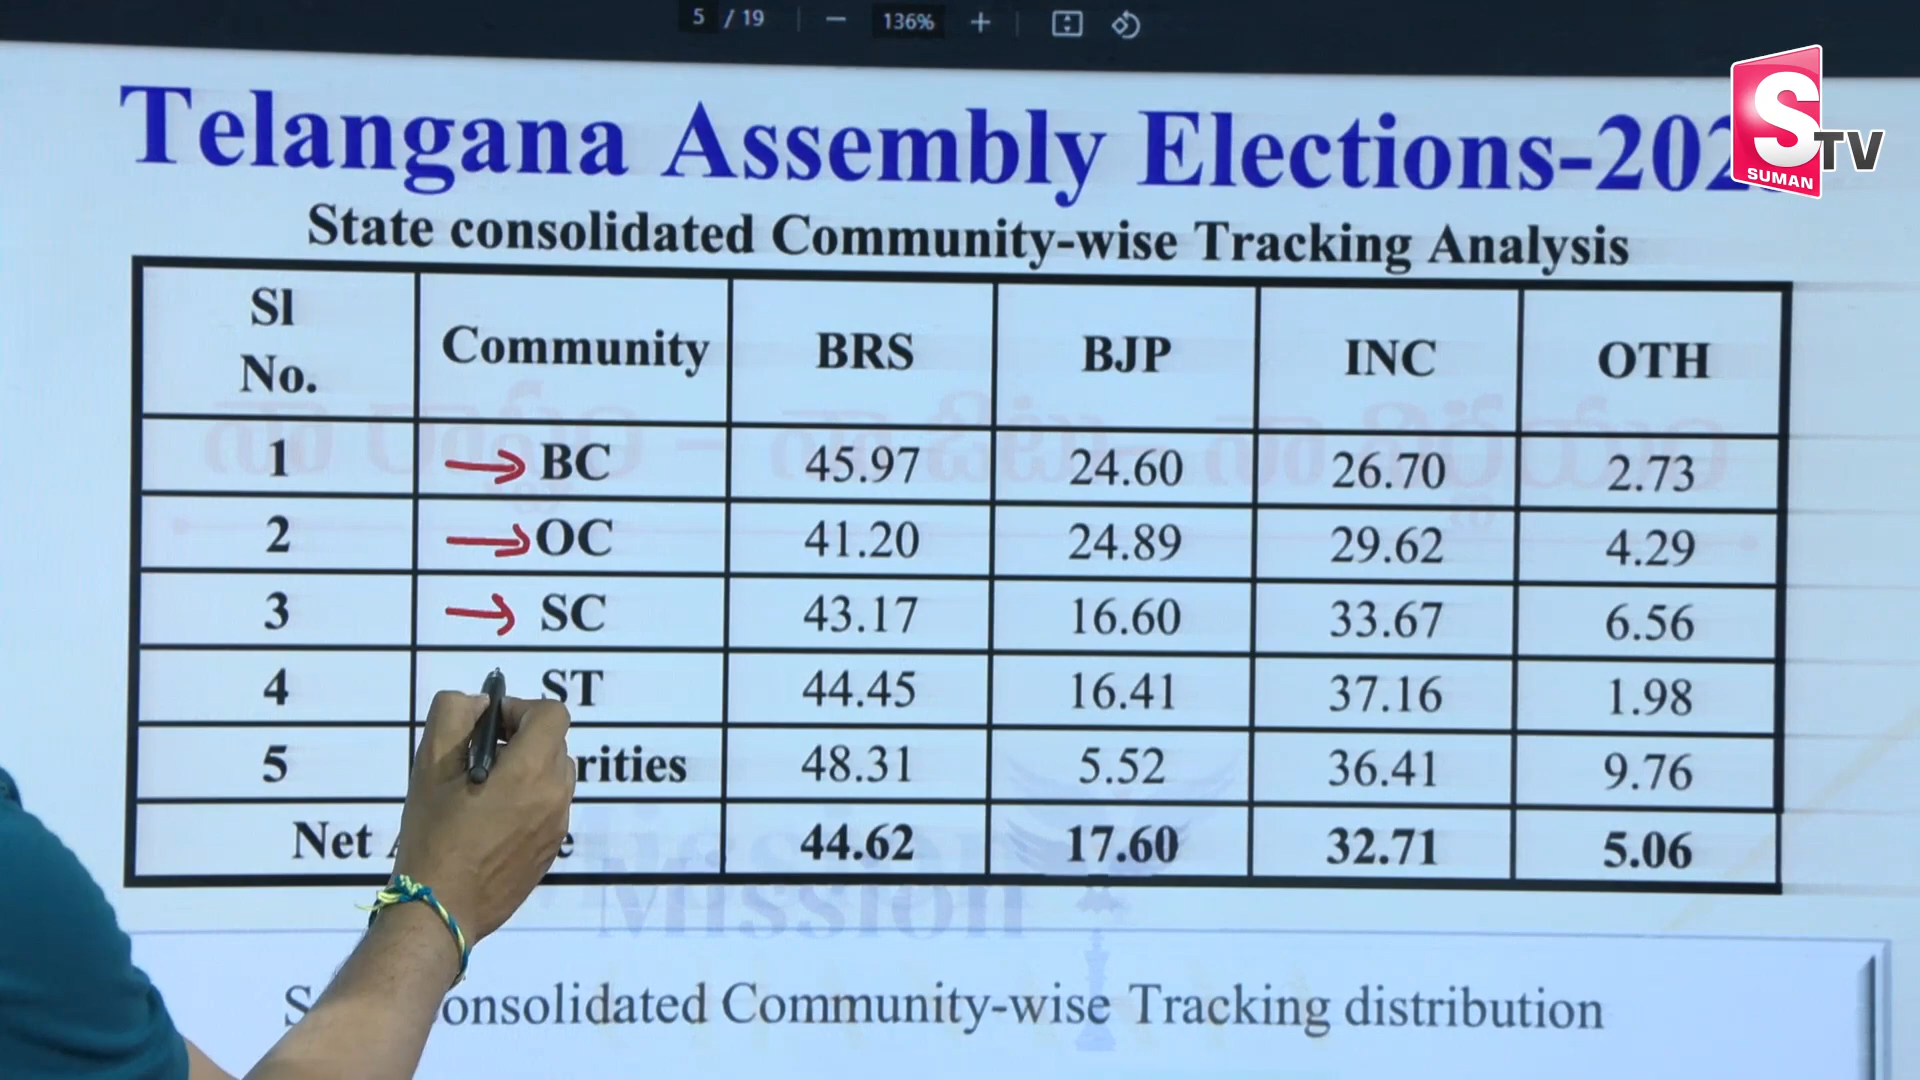 5 / 19 — 136% +
S TV
SUMAN
Telangana Assembly Elections-202
State consolidated Community-wise Tracking Analysis
Sl No. Community BRS BJP INC OTH
1 BC 45.97 24.60 26.70 2.73
2 OC 41.20 24.89 29.62 4.29
3 SC 43.17 16.60 33.67 6.56
4 ST 44.45 16.41 37.16 1.98
5 rities 48.31 5.52 36.41 9.76
Net 44.62 17.60 32.71 5.06
Mission
onsolidated Community-wise Tracking distribution